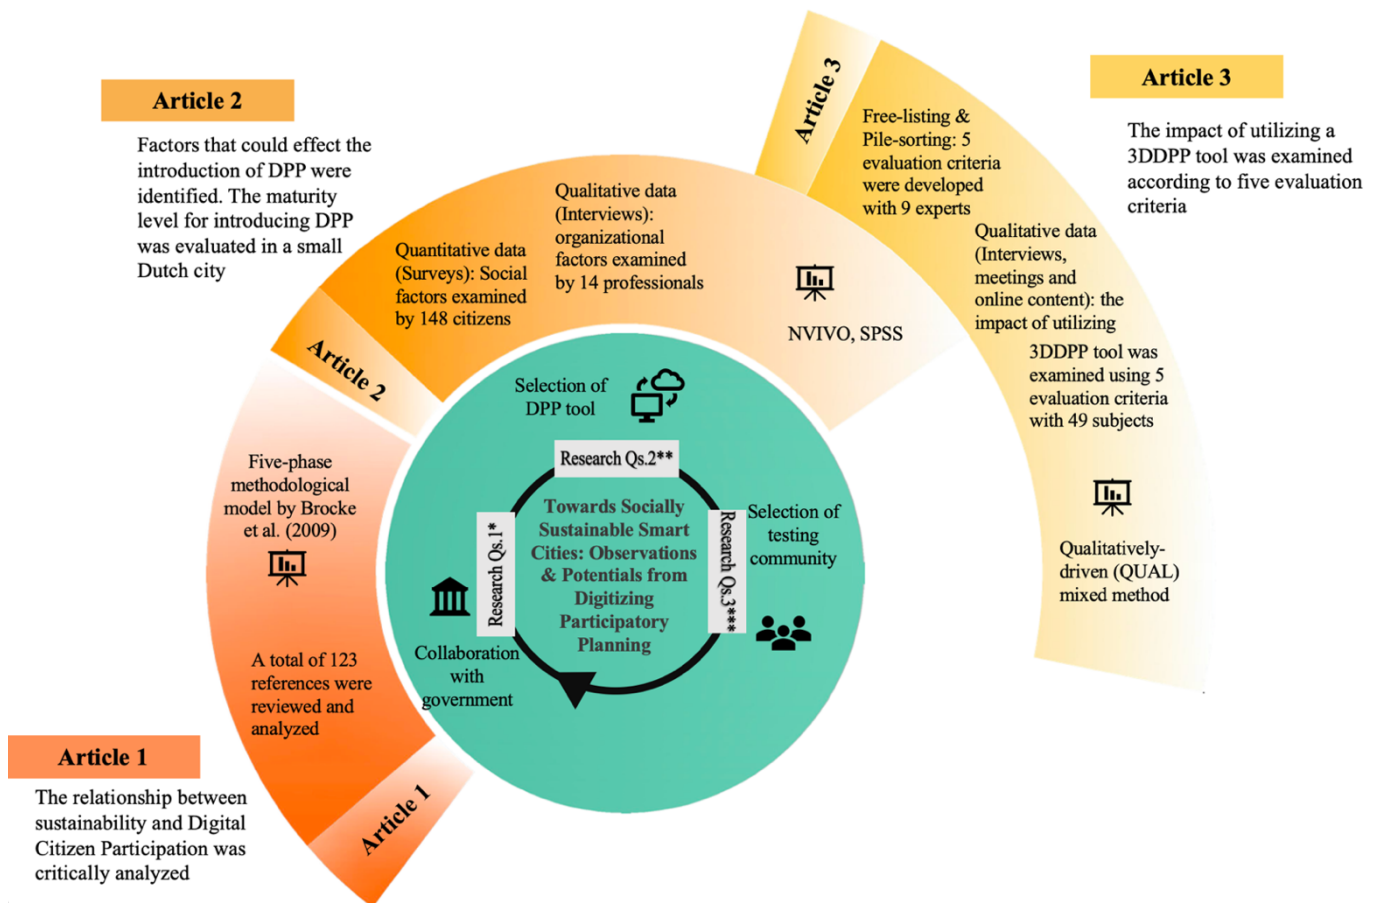 Article 2
Factors that could effect the
introduction of DPP were
identified. The maturity
level for introducing DPP
was evaluated in a small
Dutch city
Article 3
The impact of utilizing a
3DDPP tool was examined
according to five evaluation
criteria
Article 3
Free-listing &
Pile-sorting: 5
evaluation criteria
were developed
with 9 experts
Qualitative data
(Interviews,
meetings and
online content): the
impact of utilizing
3DDPP tool was
examined using 5
evaluation criteria
with 49 subjects
Qualitatively-
driven (QUAL)
mixed method
Article 2
Quantitative data
(Surveys): Social
factors examined
by 148 citizens
Qualitative data
(Interviews):
organizational
factors examined
by 14 professionals
NVIVO, SPSS
Five-phase
methodological
model by Brocke
et al. (2009)
A total of 123
references were
reviewed and
analyzed
Article 1
Selection of
DPP tool
Research Qs.2**
Research Qs.1*
Towards Socially
Sustainable Smart
Cities: Observations
& Potentials from
Digitizing
Participatory
Planning
Research Qs.3***
Selection of
testing
community
Collaboration
with
government
Article 1
The relationship between
sustainability and Digital
Citizen Participation was
critically analyzed